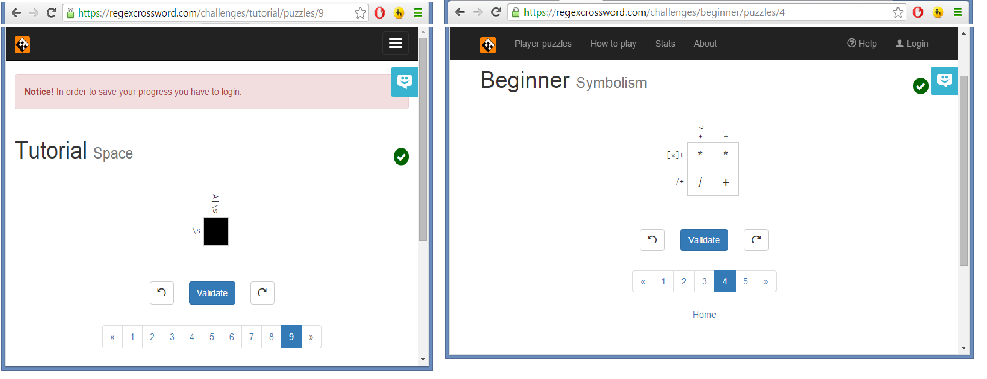 https://regexcrossword.com/challenges/tutorial/puzzles/9
Notice! In order to save your progress you have to login.
Tutorial Space
A|\s
\s
Validate
« 1 2 3 4 5 6 7 8 9 »
https://regexcrossword.com/challenges/beginner/puzzles/4
Player puzzles How to play Stats About Help Login
Beginner Symbolism
+
* *
/+ / +
Validate
« 1 2 3 4 5 »
Home